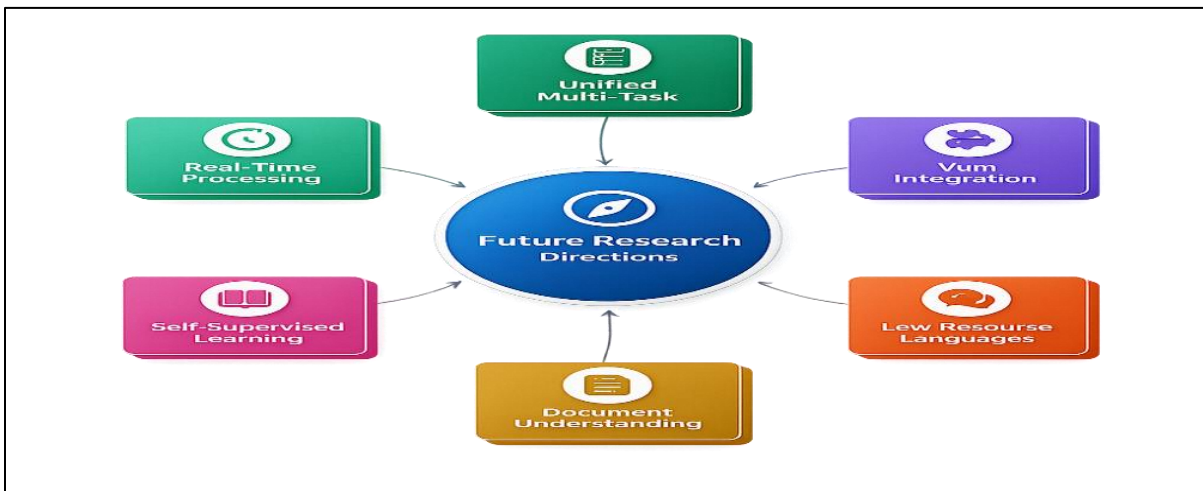 Unified
Multi-Task
Real-Time
Processing
Vum
Integration
Future Research
Directions
Self-Supervised
Learning
Lew Resourse
Languages
Document
Understanding